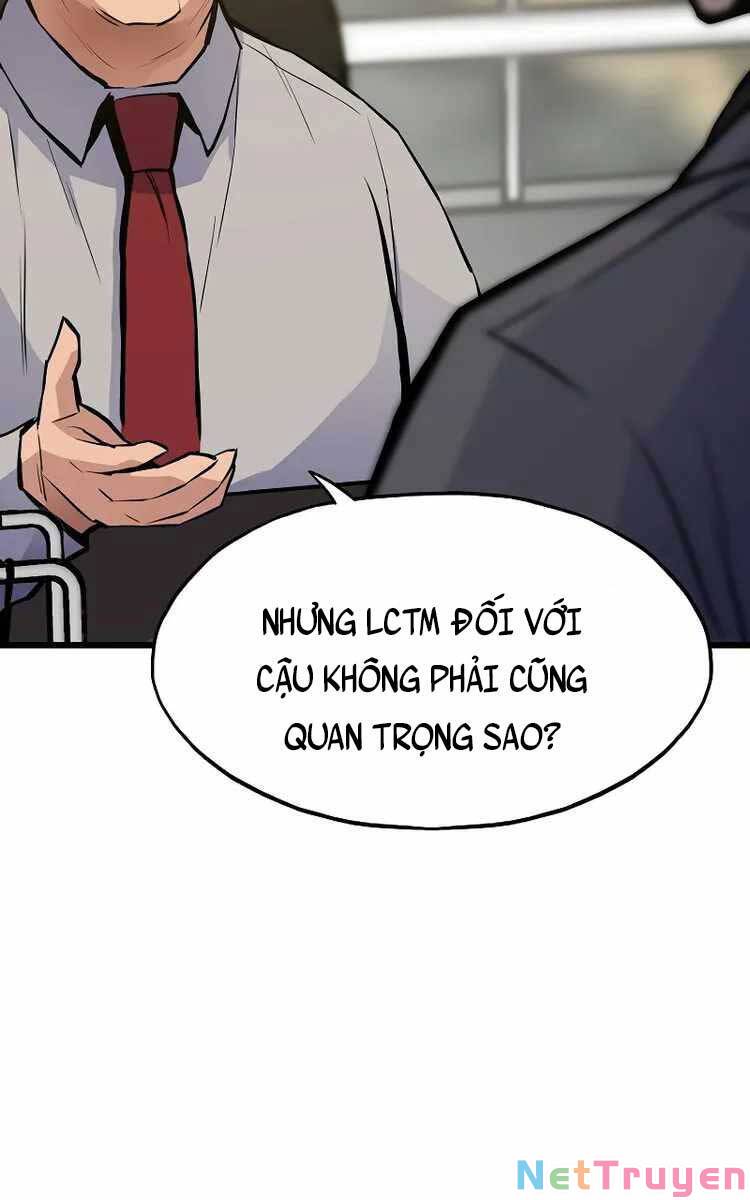 NHƯNG LCTM ĐỐI VỚI
CẬU KHÔNG PHẢI CŨNG
QUAN TRỌNG SAO?
NetTruyen